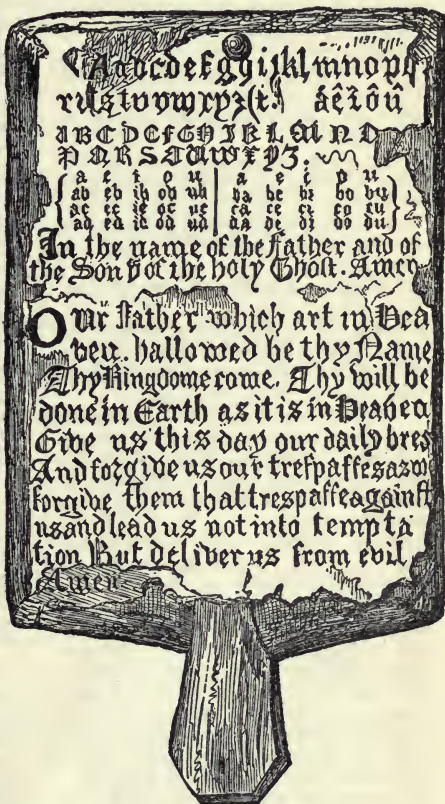 Aabcdefggijklmnopq
rſsstuvwxyz&. áêîôû
ABCDEFGHIJKLMNO
PQRSTUWXYZ.
a e i o u | a e i o u
ab eb ib ob ub | ba be bi bo bu
ac ec ic oc uc | ca ce ci co cu
ad ed id od ud | da de di do du
In the name of the Father and of
the Son & of the holy Ghoſt. Amen
Our Father which art in Hea
ven. hallowed be thy Name
Thy Kingdome come. Thy will be
done in Earth as it is in Heaven
Give us this day our daily bred
And forgive us our treſpaſſes as we
forgive them that treſpaſſe againſt
us and lead us not into tempta
tion But deliver us from evil
Amen